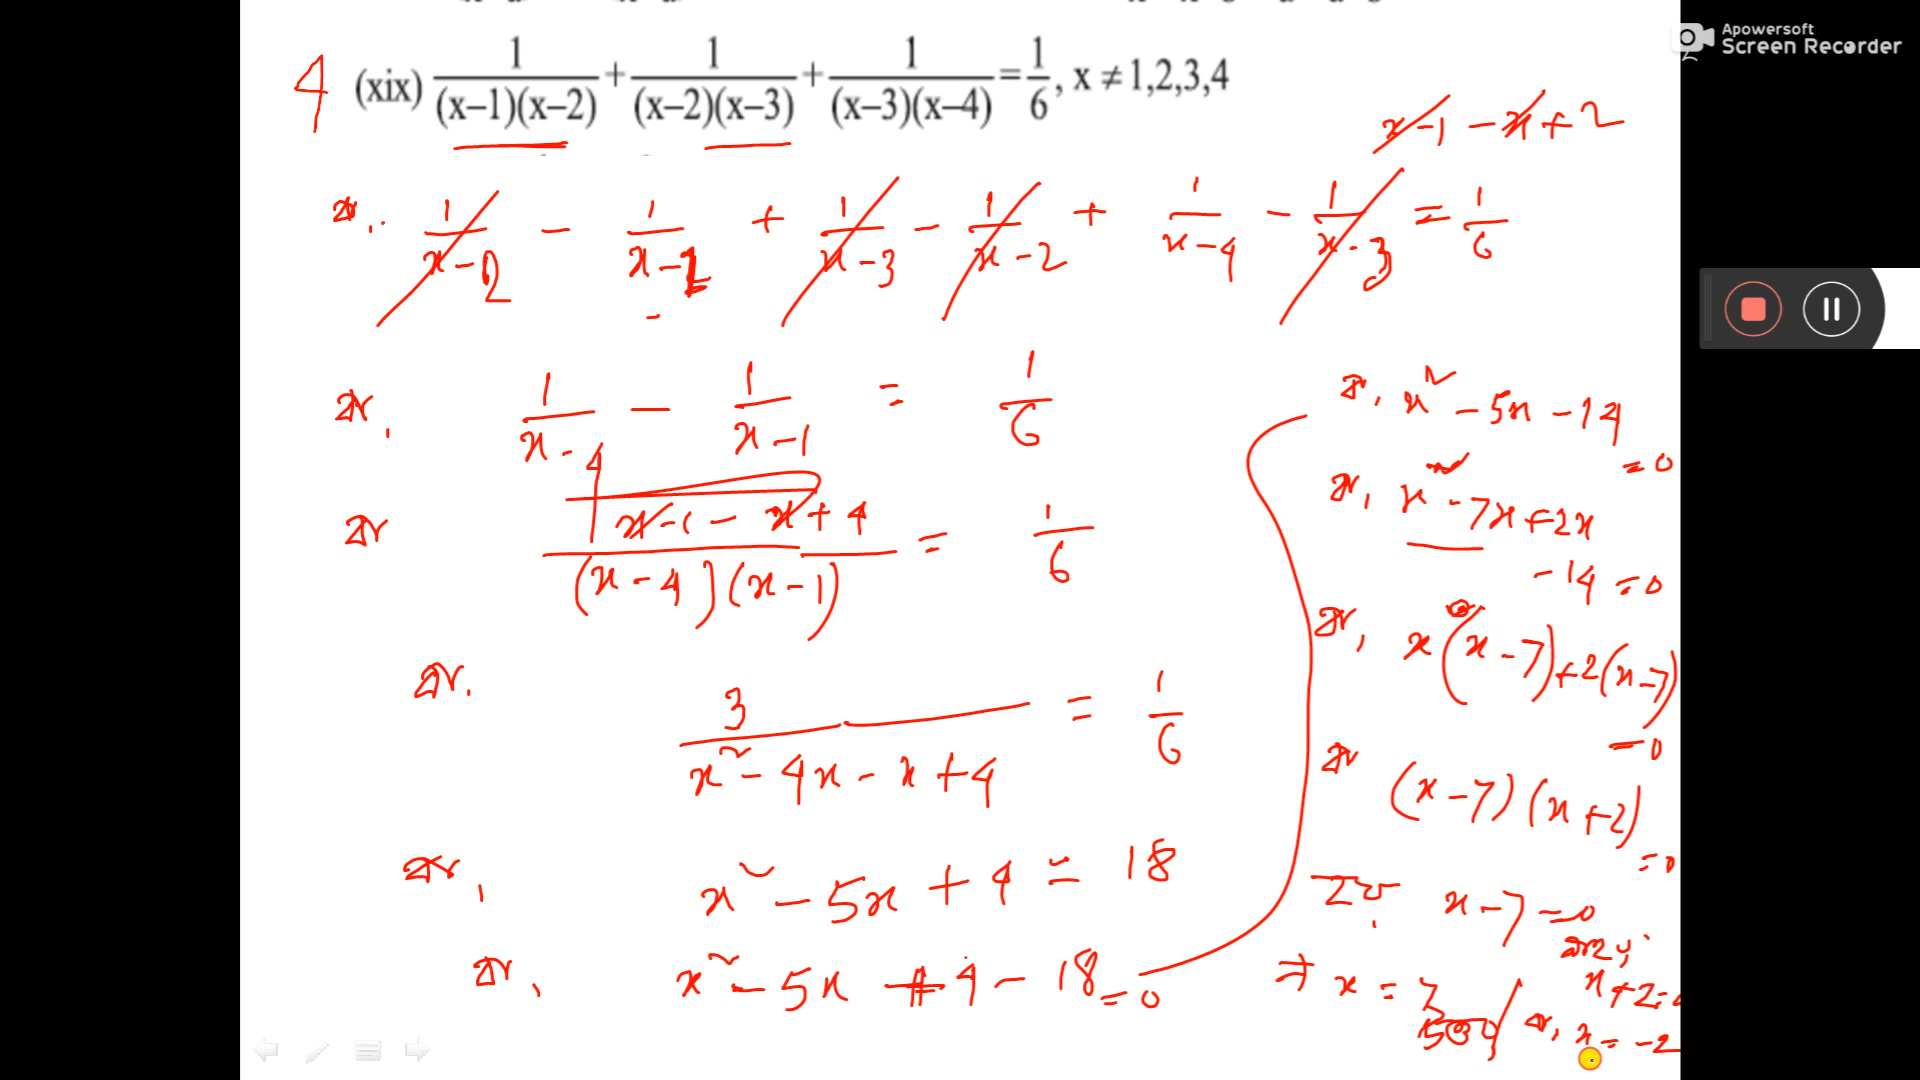 4 (xix) 1/((x–1)(x–2)) + 1/((x–2)(x–3)) + 1/((x–3)(x–4)) = 1/6, x ≠ 1,2,3,4
x-1 - x + 2
বা, 1/(x-2) - 1/(x-1) + 1/(x-3) - 1/(x-2) + 1/(x-4) - 1/(x-3) = 1/6
বা, 1/(x-4) - 1/(x-1) = 1/6
বা (x-1-x+4)/((x-4)(x-1)) = 1/6
বা, 3/(x²-4x-x+4) = 1/6
বা, x² - 5x + 4 = 18
বা, x² - 5x + 4 - 18 = 0
বা, x² - 5x - 14
= 0
বা, x² - 7x + 2x
- 14 = 0
বা, x(x-7) + 2(x-7)
= 0
বা (x-7)(x+2)
= 0
হয়, x-7 = 0
⇒ x = 7
অথবা,
x+2=0
বা, x = -2
Apowersoft
Screen Recorder